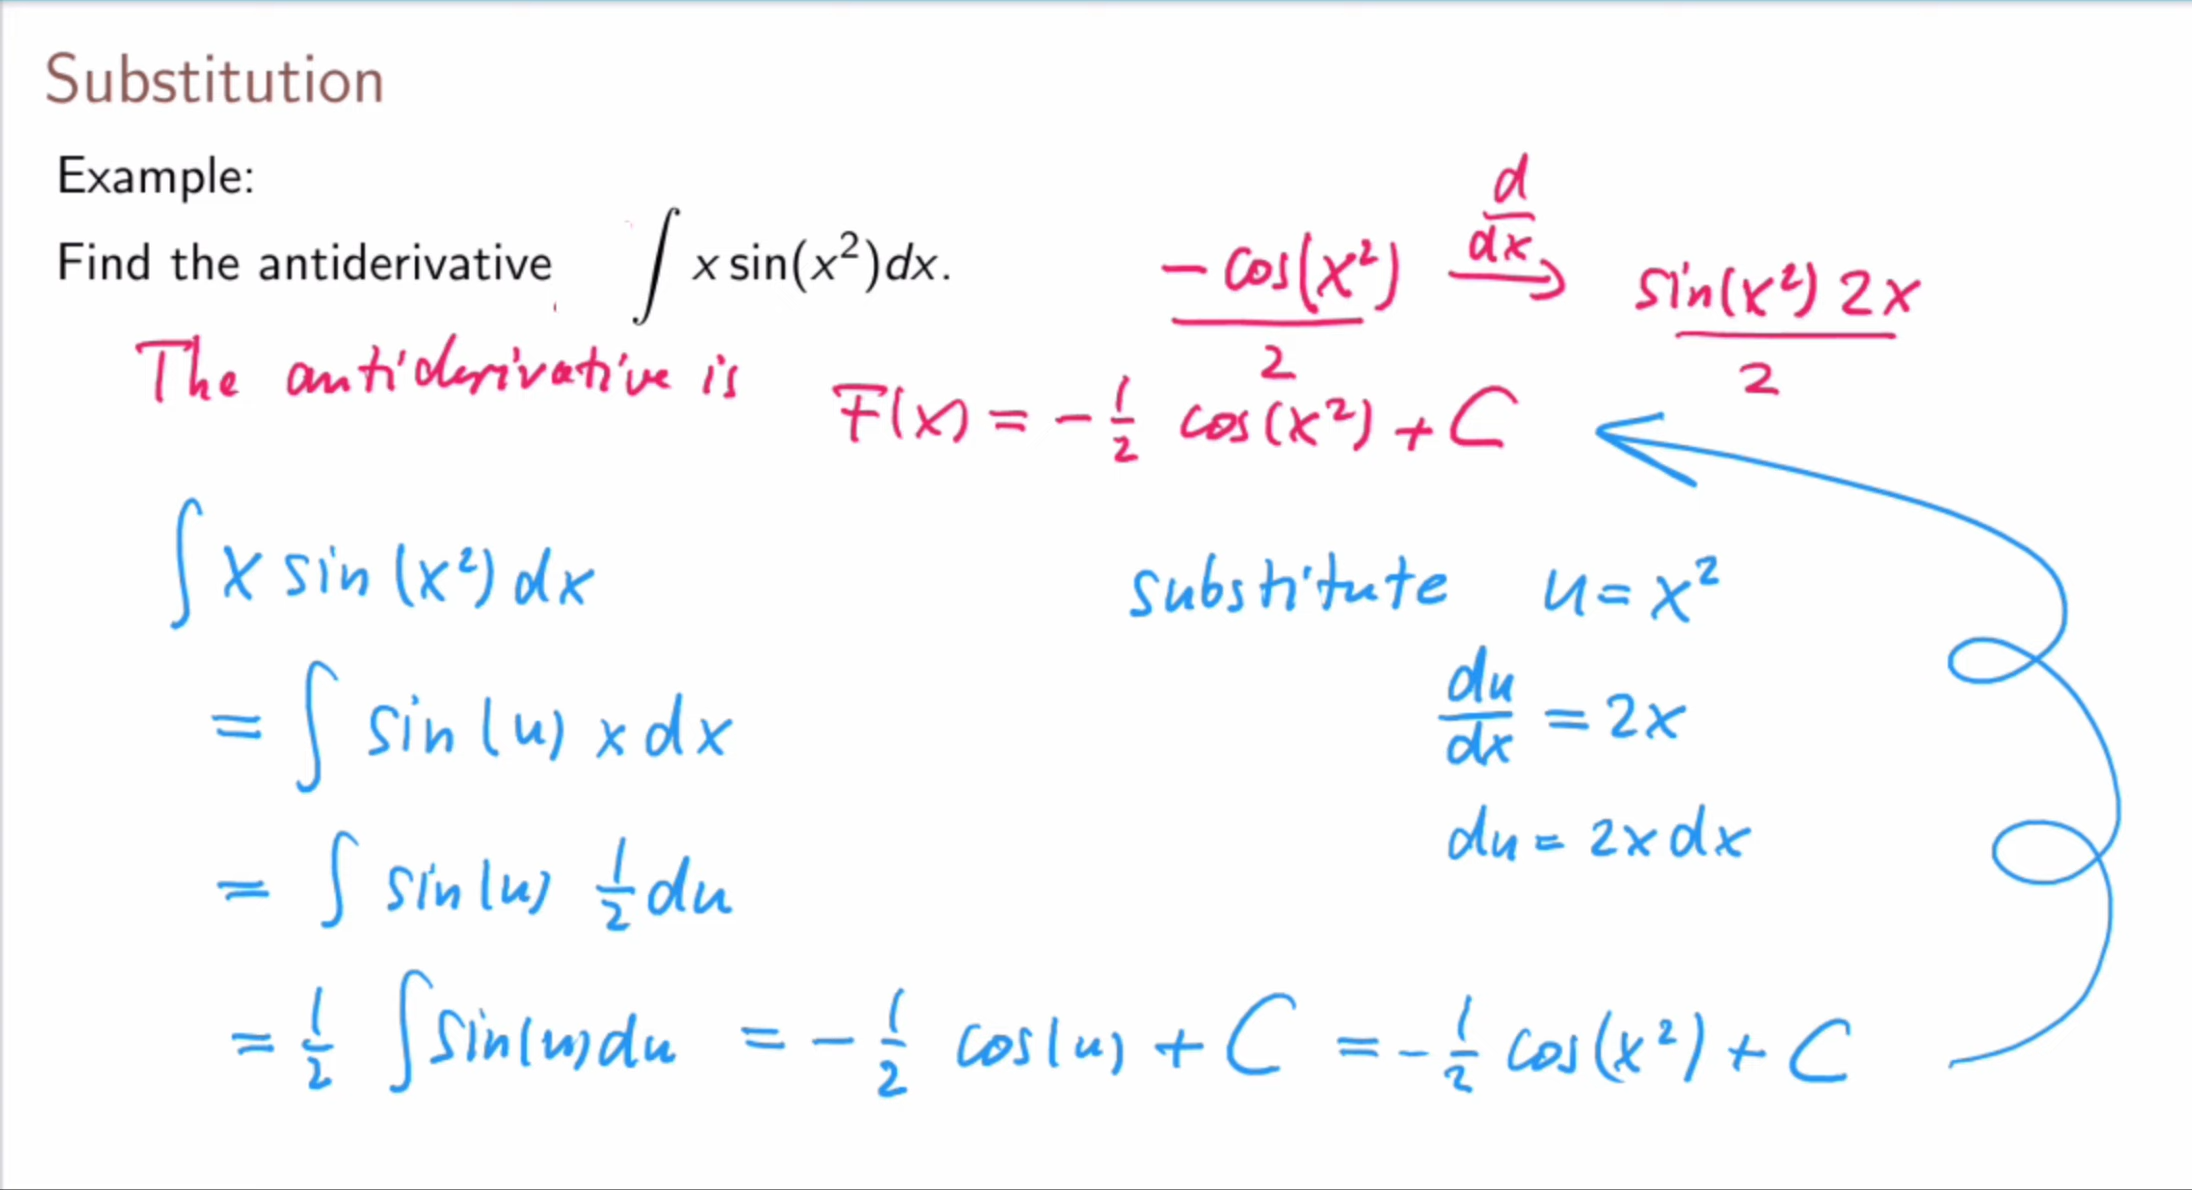 Substitution
Example:
Find the antiderivative ∫ x sin(x²)dx.
-cos(x²)/2 d/dx→ sin(x²) 2x/2
The antiderivative is F(x) = -1/2 cos(x²) + C
∫ x sin(x²) dx substitute u = x²
= ∫ sin(u) x dx du/dx = 2x
= ∫ sin(u) 1/2 du du = 2x dx
= 1/2 ∫ sin(u) du = -1/2 cos(u) + C = -1/2 cos(x²) + C